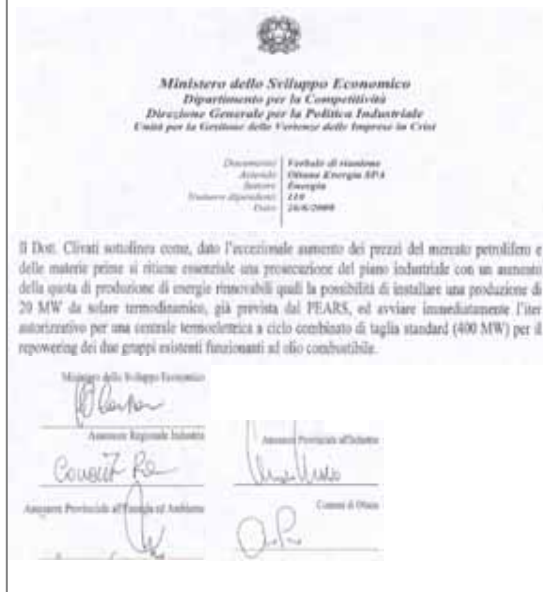 Ministero dello Sviluppo Economico
Dipartimento per la Competitività
Direzione Generale per la Politica Industriale
Unità per la Gestione delle Vertenze delle Imprese in Crisi
Documento Verbale di riunione
Azienda Ottana Energia SPA
Settore Energia
Numero dipendenti 110
Data
Il Dott. Clivati sottolinea come, dato l'eccezionale aumento dei prezzi del mercato petrolifero e
delle materie prime si ritiene essenziale una prosecuzione del piano industriale con un aumento
della quota di produzione di energie rinnovabili quali la possibilità di installare una produzione di
20 MW da solare termodinamico, già prevista dal PEARS, ed avviare immediatamente l'iter
autorizzativo per una centrale termoelettrica a ciclo combinato di taglia standard (400 MW) per il
repowering dei due gruppi esistenti funzionanti ad olio combustibile.
Ministero dello Sviluppo Economico
Assessore Regionale Industria
Assessore Provinciale all'Industria
Assessore Provinciale all'Energia ed Ambiente
Comune di Ottana